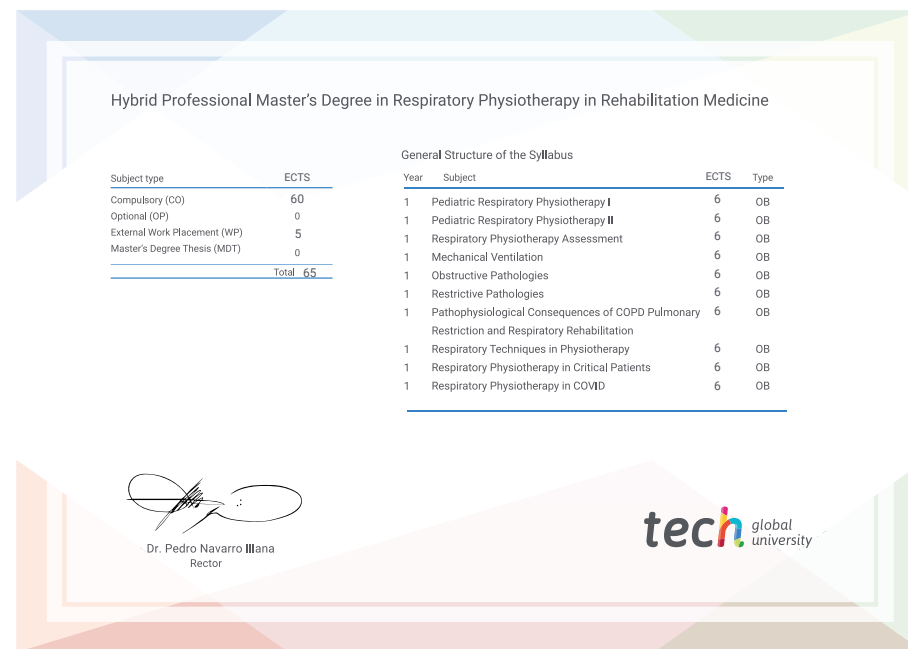 Hybrid Professional Master's Degree in Respiratory Physiotherapy in Rehabilitation Medicine
Subject type ECTS
Compulsory (CO) 60
Optional (OP) 0
External Work Placement (WP) 5
Master's Degree Thesis (MDT) 0
Total 65
General Structure of the Syllabus
Year Subject ECTS Type
1 Pediatric Respiratory Physiotherapy I 6 OB
1 Pediatric Respiratory Physiotherapy II 6 OB
1 Respiratory Physiotherapy Assessment 6 OB
1 Mechanical Ventilation 6 OB
1 Obstructive Pathologies 6 OB
1 Restrictive Pathologies 6 OB
1 Pathophysiological Consequences of COPD Pulmonary 6 OB
Restriction and Respiratory Rehabilitation
1 Respiratory Techniques in Physiotherapy 6 OB
1 Respiratory Physiotherapy in Critical Patients 6 OB
1 Respiratory Physiotherapy in COVID 6 OB
Dr. Pedro Navarro Illana
Rector
tech global
university